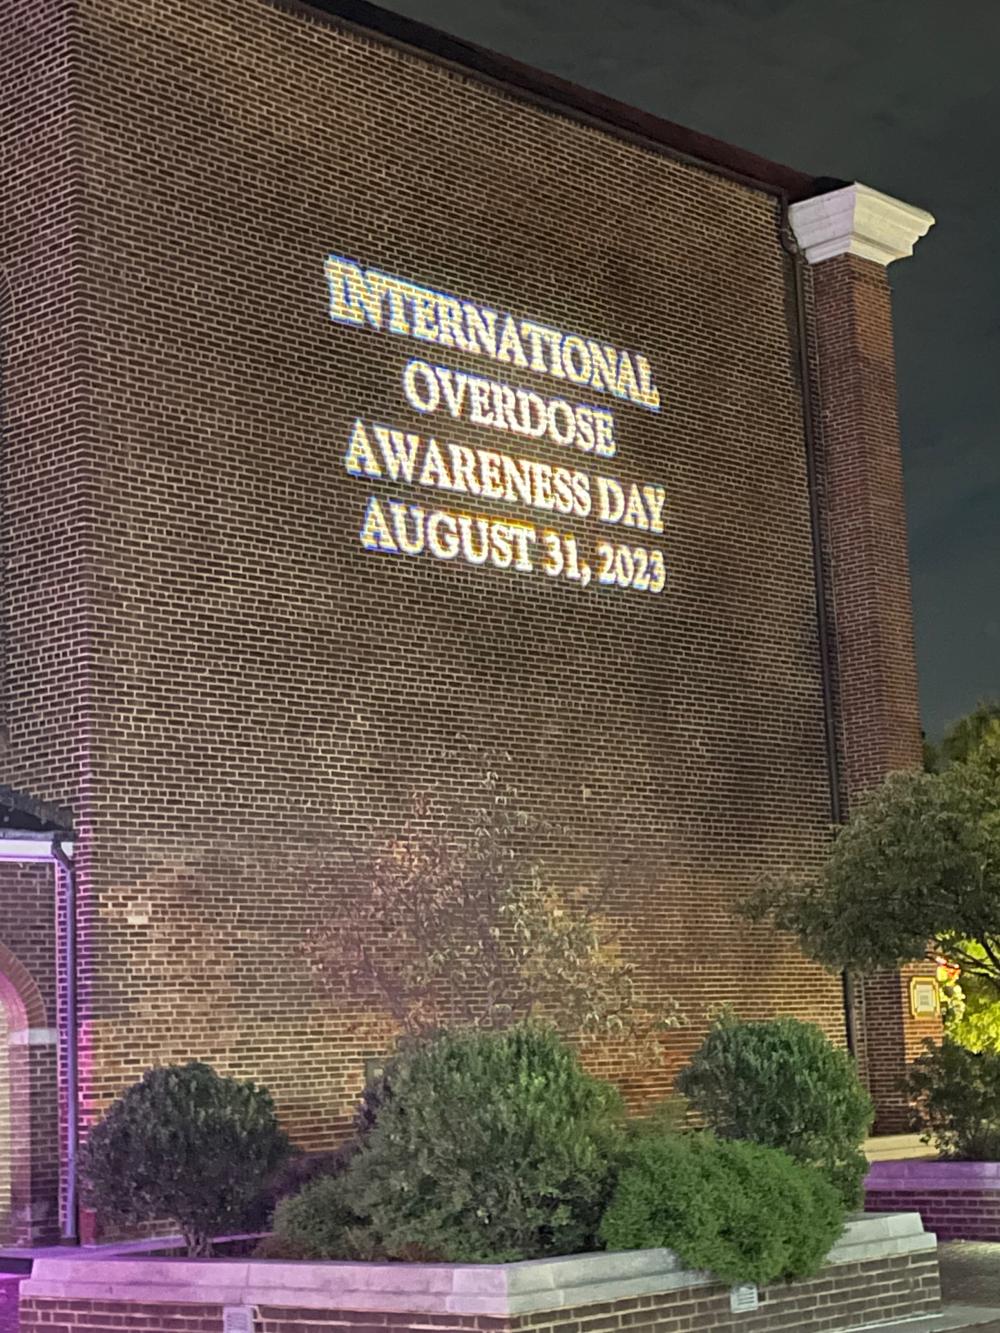 INTERNATIONAL
OVERDOSE
AWARENESS DAY
AUGUST 31, 2023